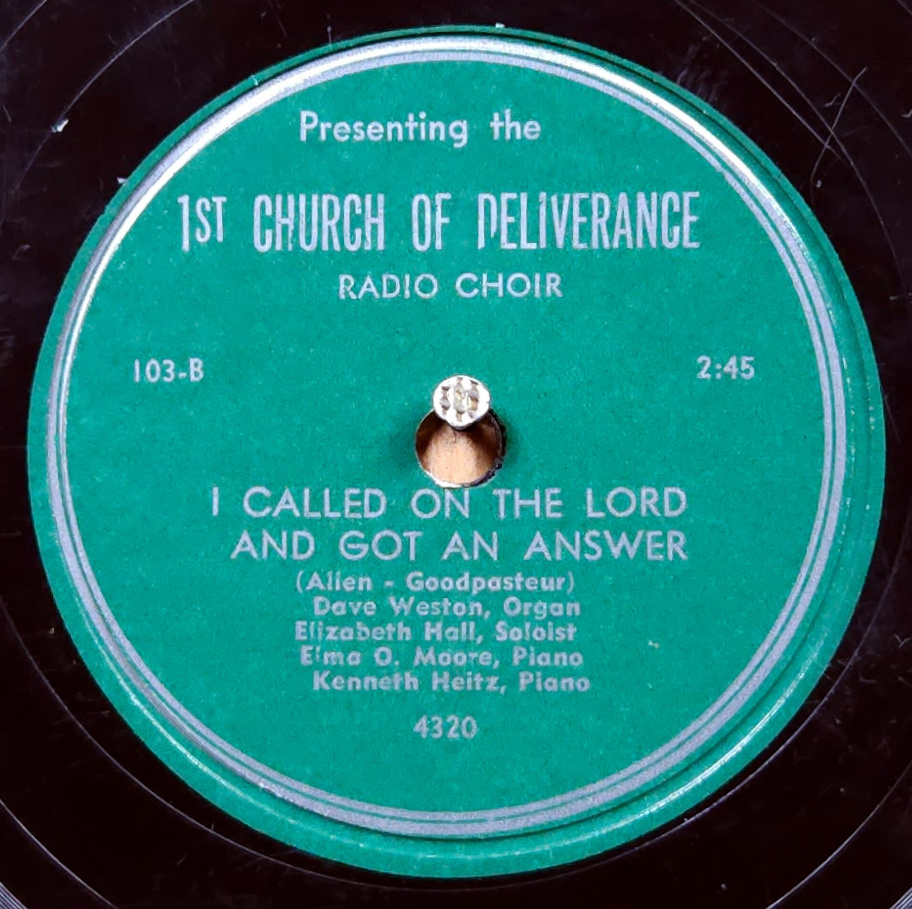 Presenting the
1ST CHURCH OF DELIVERANCE
RADIO CHOIR
103-B 2:45
I CALLED ON THE LORD
AND GOT AN ANSWER
(Allen - Goodpasteur)
Dave Weston, Organ
Elizabeth Hall, Soloist
Elma O. Moore, Piano
Kenneth Heitz, Piano
4320